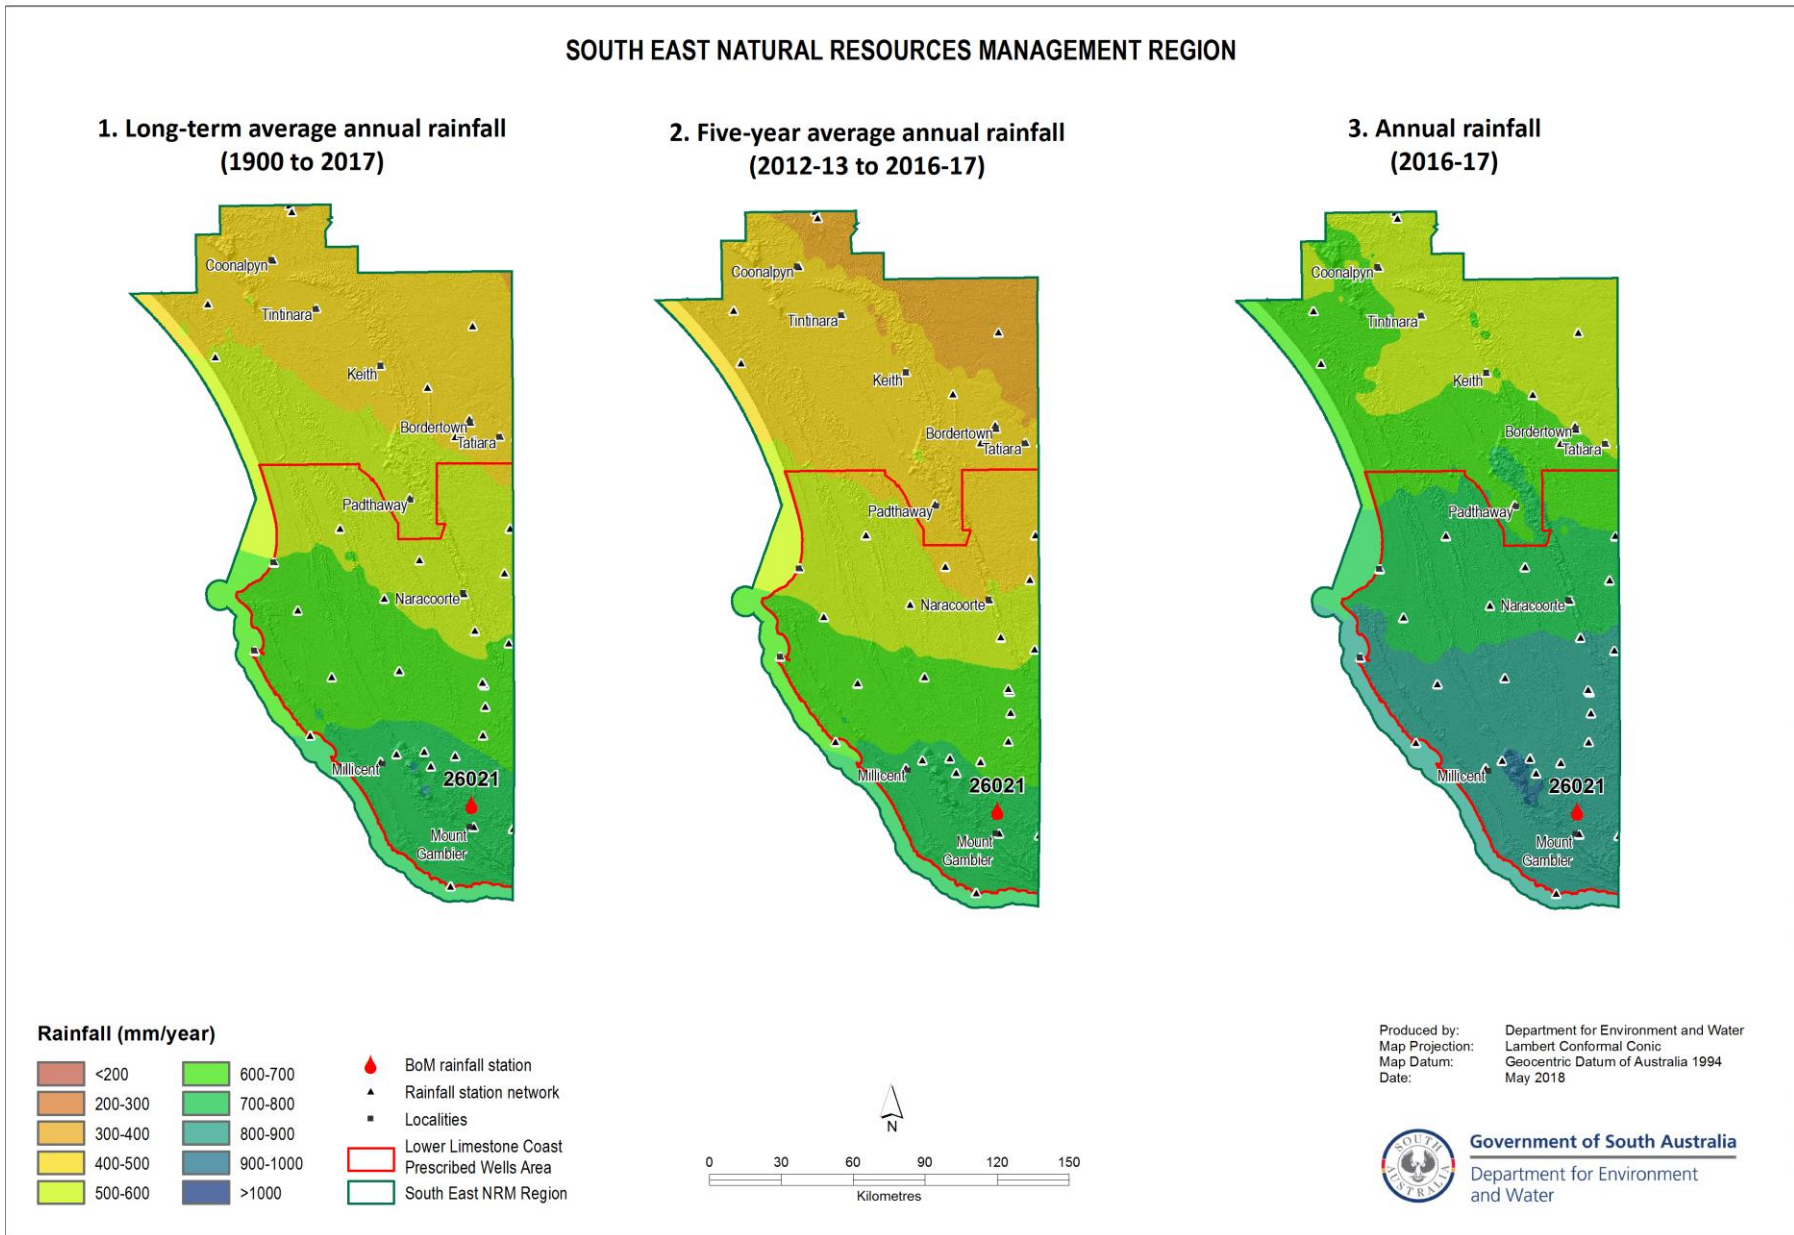 SOUTH EAST NATURAL RESOURCES MANAGEMENT REGION
1. Long-term average annual rainfall
(1900 to 2017)
Coonalpyn
Tintinara
Keith
Bordertown
Tatiara
Padthaway
Naracoorte
Millicent
26021
Mount
Gambier
2. Five-year average annual rainfall
(2012-13 to 2016-17)
Coonalpyn
Tintinara
Keith
Bordertown
Tatiara
Padthaway
Naracoorte
Millicent
26021
Mount
Gambier
3. Annual rainfall
(2016-17)
Coonalpyn
Tintinara
Keith
Bordertown
Tatiara
Padthaway
Naracoorte
Millicent
26021
Mount
Gambier
Rainfall (mm/year)
<200
200-300
300-400
400-500
500-600
600-700
700-800
800-900
900-1000
>1000
BoM rainfall station
Rainfall station network
Localities
Lower Limestone Coast
Prescribed Wells Area
South East NRM Region
N
0 30 60 90 120 150
Kilometres
Produced by: Department for Environment and Water
Map Projection: Lambert Conformal Conic
Map Datum: Geocentric Datum of Australia 1994
Date: May 2018
SOUTH AUSTRALIA
Government of South Australia
Department for Environment
and Water